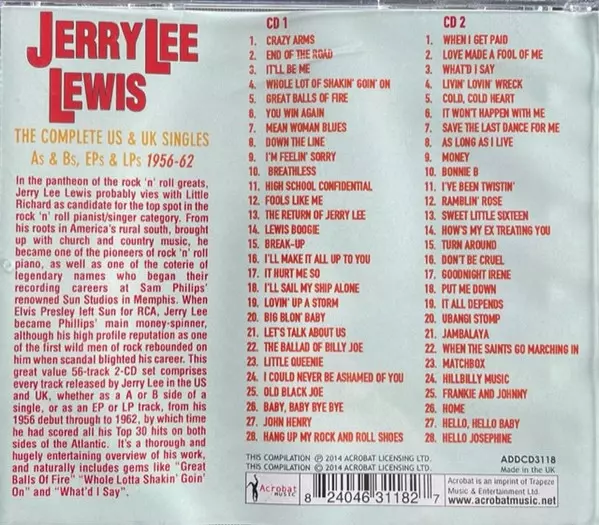 JERRY LEE
LEWIS
THE COMPLETE US & UK SINGLES
As & Bs, EPs & LPs 1956-62
In the pantheon of the rock 'n' roll greats,
Jerry Lee Lewis probably vies with Little
Richard as candidate for the top spot in the
rock 'n' roll pianist/singer category. From
his roots in America's rural south, brought
up with church and country music, he
became one of the pioneers of rock 'n' roll
piano, as well as one of the coterie of
legendary names who began their
recording careers at Sam Philips'
renowned Sun Studios in Memphis. When
Elvis Presley left Sun for RCA, Jerry Lee
became Phillips' main money-spinner,
although his high profile reputation as one
of the first wild men of rock rebounded on
him when scandal blighted his career. This
great value 56-track 2-CD set comprises
every track released by Jerry Lee in the US
and UK, whether as a A or B side of a
single, or as an EP or LP track, from his
1956 debut through to 1962, by which time
he had scored all his Top 30 hits on both
sides of the Atlantic. It's a thorough and
hugely entertaining overview of his work,
and naturally includes gems like "Great
Balls Of Fire" "Whole Lotta Shakin' Goin'
On" and "What'd I Say".
CD 1
1. CRAZY ARMS
2. END OF THE ROAD
3. IT'LL BE ME
4. WHOLE LOT OF SHAKIN' GOIN' ON
5. GREAT BALLS OF FIRE
6. YOU WIN AGAIN
7. MEAN WOMAN BLUES
8. DOWN THE LINE
9. I'M FEELIN' SORRY
10. BREATHLESS
11. HIGH SCHOOL CONFIDENTIAL
12. FOOLS LIKE ME
13. THE RETURN OF JERRY LEE
14. LEWIS BOOGIE
15. BREAK-UP
16. I'LL MAKE IT ALL UP TO YOU
17. IT HURT ME SO
18. I'LL SAIL MY SHIP ALONE
19. LOVIN' UP A STORM
20. BIG BLON' BABY
21. LET'S TALK ABOUT US
22. THE BALLAD OF BILLY JOE
23. LITTLE QUEENIE
24. I COULD NEVER BE ASHAMED OF YOU
25. OLD BLACK JOE
26. BABY, BABY BYE BYE
27. JOHN HENRY
28. HANG UP MY ROCK AND ROLL SHOES
CD 2
1. WHEN I GET PAID
2. LOVE MADE A FOOL OF ME
3. WHAT'D I SAY
4. LIVIN' LOVIN' WRECK
5. COLD, COLD HEART
6. IT WON'T HAPPEN WITH ME
7. SAVE THE LAST DANCE FOR ME
8. AS LONG AS I LIVE
9. MONEY
10. BONNIE B
11. I'VE BEEN TWISTIN'
12. RAMBLIN' ROSE
13. SWEET LITTLE SIXTEEN
14. HOW'S MY EX TREATING YOU
15. TURN AROUND
16. DON'T BE CRUEL
17. GOODNIGHT IRENE
18. PUT ME DOWN
19. IT ALL DEPENDS
20. UBANGI STOMP
21. JAMBALAYA
22. WHEN THE SAINTS GO MARCHING IN
23. MATCHBOX
24. HILLBILLY MUSIC
25. FRANKIE AND JOHNNY
26. HOME
27. HELLO, HELLO BABY
28. HELLO JOSEPHINE
THIS COMPILATION ℗ 2014 ACROBAT LICENSING LTD.
THIS COMPILATION © 2014 ACROBAT LICENSING LTD.
ADDCD3118
Made in the UK
Acrobat
MUSIC
8 24046 31182 7
Acrobat is an imprint of Trapeze
Music & Entertainment Ltd.
www.acrobatmusic.net